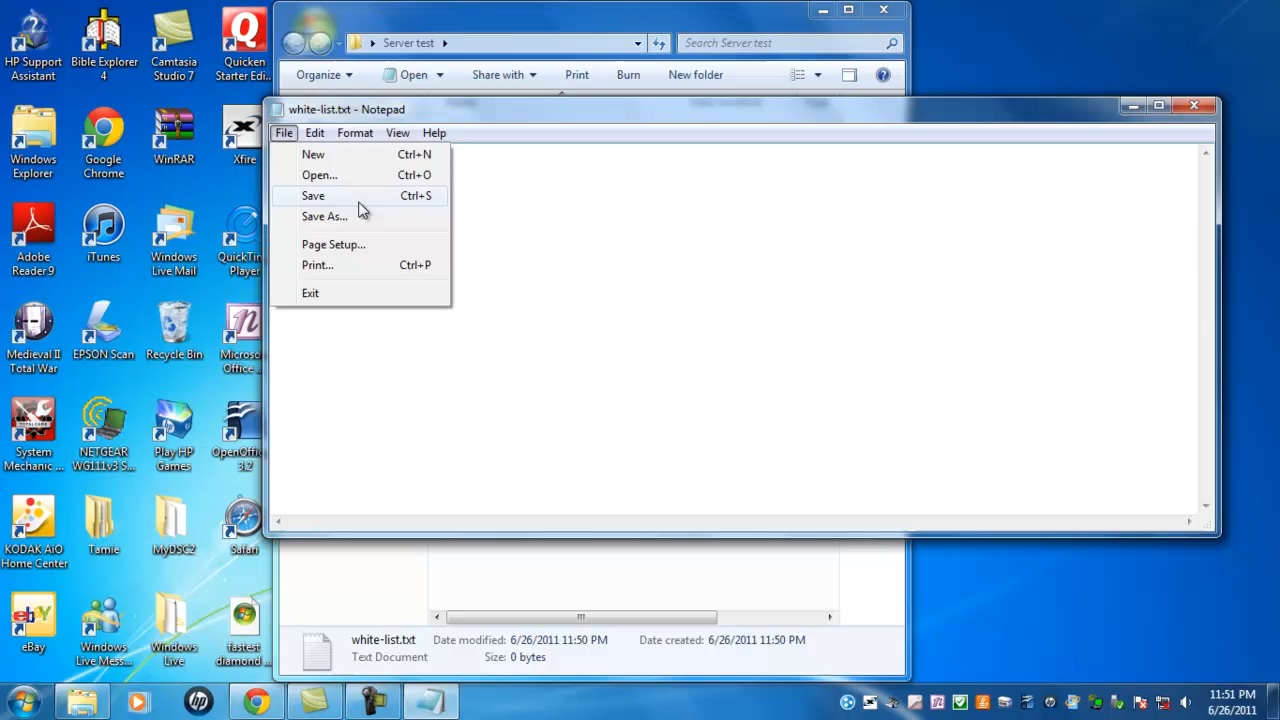 HP Support
Assistant
Bible Explorer
4
Camtasia
Studio 7
Quicken
Starter Edi...
Windows
Explorer
Google
Chrome
WinRAR
Xfire
Adobe
Reader 9
iTunes
Windows
Live Mail
Player
Medieval II
Total War
EPSON Scan
Recycle Bin
Office ...
System
Mechanic ...
NETGEAR
WG111v3 S...
Play HP
Games
3.2
KODAK AiO
Home Center
Tamie
MyDSC2
Safari
eBay
Windows
Live Mess...
Windows
Live
fastest
diamond ...
Server test
Search Server test
Organize
Open
Share with
Print
Burn
New folder
white-list.txt - Notepad
File Edit Format View Help
New Ctrl+N
Open... Ctrl+O
Save Ctrl+S
Save As...
Page Setup...
Print... Ctrl+P
Exit
white-list.txt Date modified: 6/26/2011 11:50 PM Date created: 6/26/2011 11:50 PM
Text Document Size: 0 bytes
11:51 PM
6/26/2011